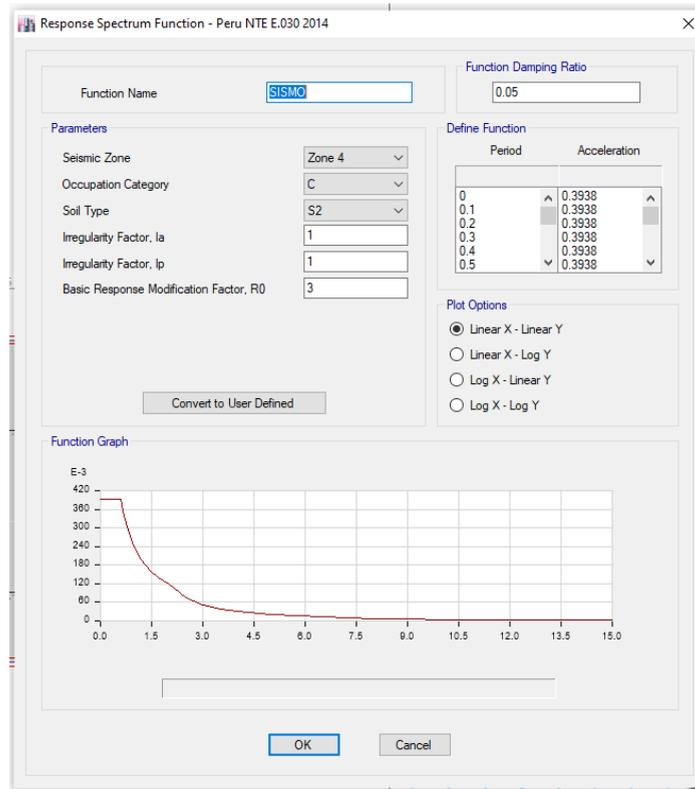 Response Spectrum Function - Peru NTE E.030 2014
Function Name
SISMO
Function Damping Ratio
0.05
Parameters
Seismic Zone
Zone 4
Occupation Category
C
Soil Type
S2
Irregularity Factor, Ia
1
Irregularity Factor, Ip
1
Basic Response Modification Factor, R0
3
Convert to User Defined
Define Function
Period Acceleration
0 0.3938
0.1 0.3938
0.2 0.3938
0.3 0.3938
0.4 0.3938
0.5 0.3938
Plot Options
Linear X - Linear Y
Linear X - Log Y
Log X - Linear Y
Log X - Log Y
Function Graph
E-3
420
360
300
240
180
120
60
0
0.0 1.5 3.0 4.5 6.0 7.5 9.0 10.5 12.0 13.5 15.0
OK Cancel